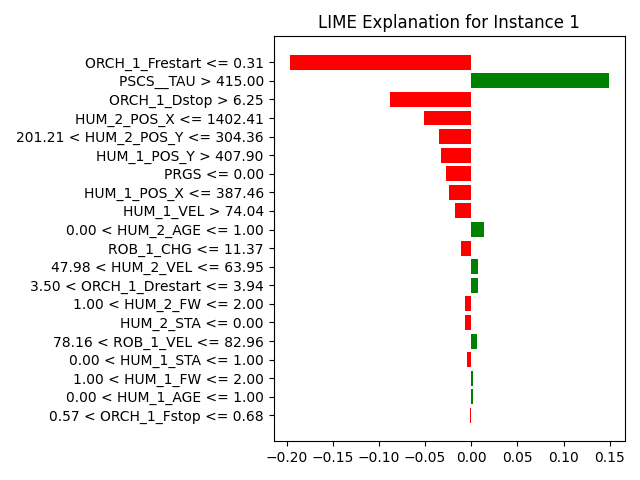 LIME Explanation for Instance 1
ORCH_1_Frestart <= 0.31
PSCS__TAU > 415.00
ORCH_1_Dstop > 6.25
HUM_2_POS_X <= 1402.41
201.21 < HUM_2_POS_Y <= 304.36
HUM_1_POS_Y > 407.90
PRGS <= 0.00
HUM_1_POS_X <= 387.46
HUM_1_VEL > 74.04
0.00 < HUM_2_AGE <= 1.00
ROB_1_CHG <= 11.37
47.98 < HUM_2_VEL <= 63.95
3.50 < ORCH_1_Drestart <= 3.94
1.00 < HUM_2_FW <= 2.00
HUM_2_STA <= 0.00
78.16 < ROB_1_VEL <= 82.96
0.00 < HUM_1_STA <= 1.00
1.00 < HUM_1_FW <= 2.00
0.00 < HUM_1_AGE <= 1.00
0.57 < ORCH_1_Fstop <= 0.68
−0.20 −0.15 −0.10 −0.05 0.00 0.05 0.10 0.15